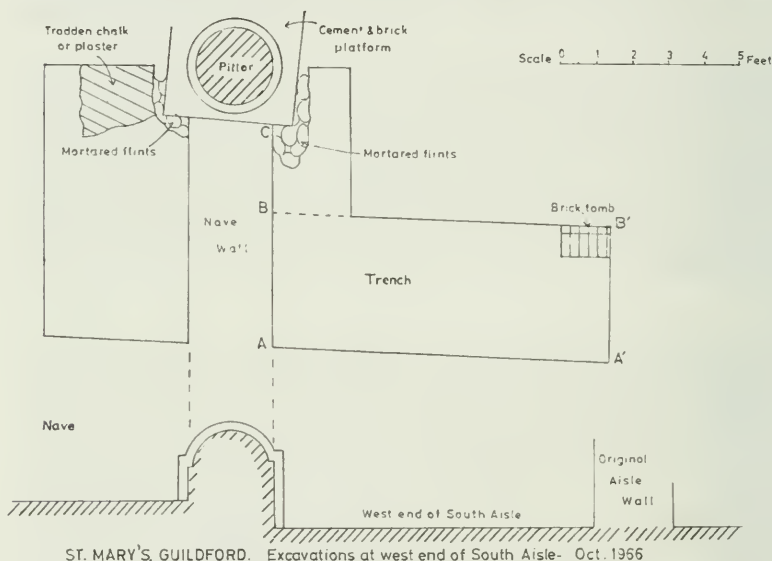 Trodden chalk
or plaster
Cement & brick
platform
Pillar
Scale 0 1 2 3 4 5 Feet
Mortared flints
C
Mortared flints
Nave
Wall
B
Brick tomb
B'
Trench
A
A'
Nave
Original
Aisle
Wall
West end of South Aisle
ST. MARY'S, GUILDFORD. Excavations at west end of South Aisle- Oct. 1966